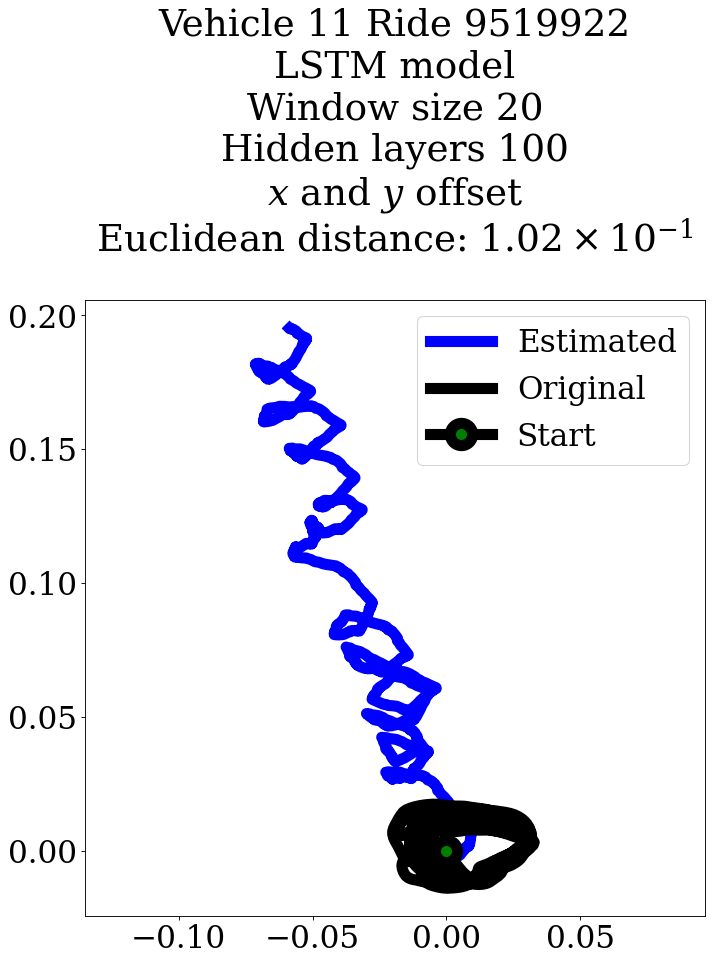 Vehicle 11 Ride 9519922
LSTM model
Window size 20
Hidden layers 100
x and y offset
Euclidean distance: 1.02 × 10⁻¹
Estimated
Original
Start
0.20
0.15
0.10
0.05
0.00
−0.10 −0.05 0.00 0.05